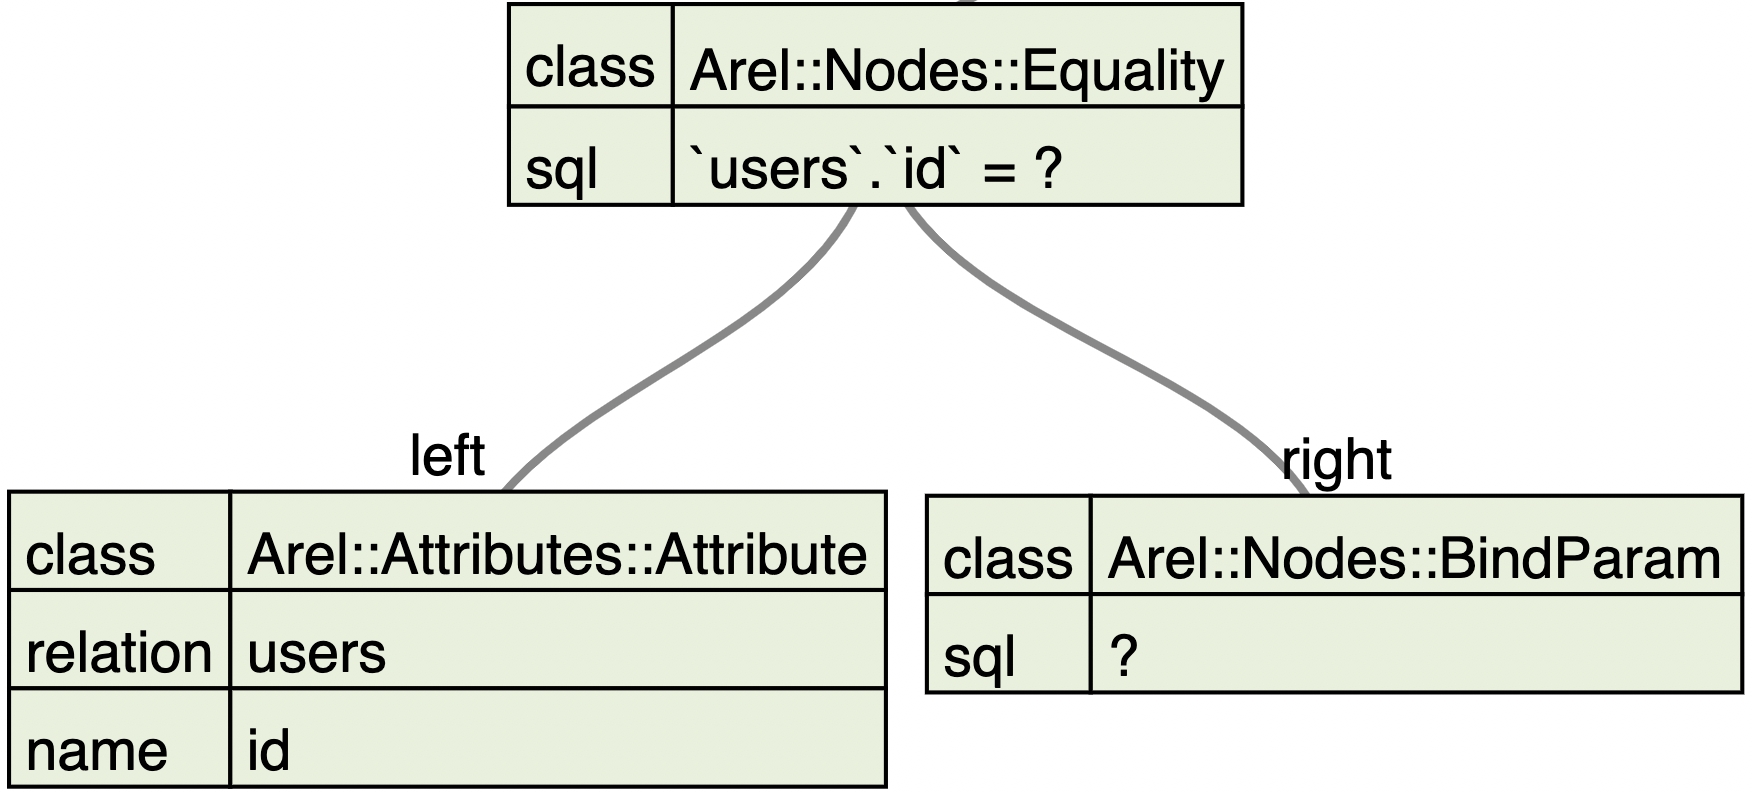 class Arel::Nodes::Equality
sql `users`.`id` = ?
left
right
class Arel::Attributes::Attribute
relation users
name id
class Arel::Nodes::BindParam
sql ?